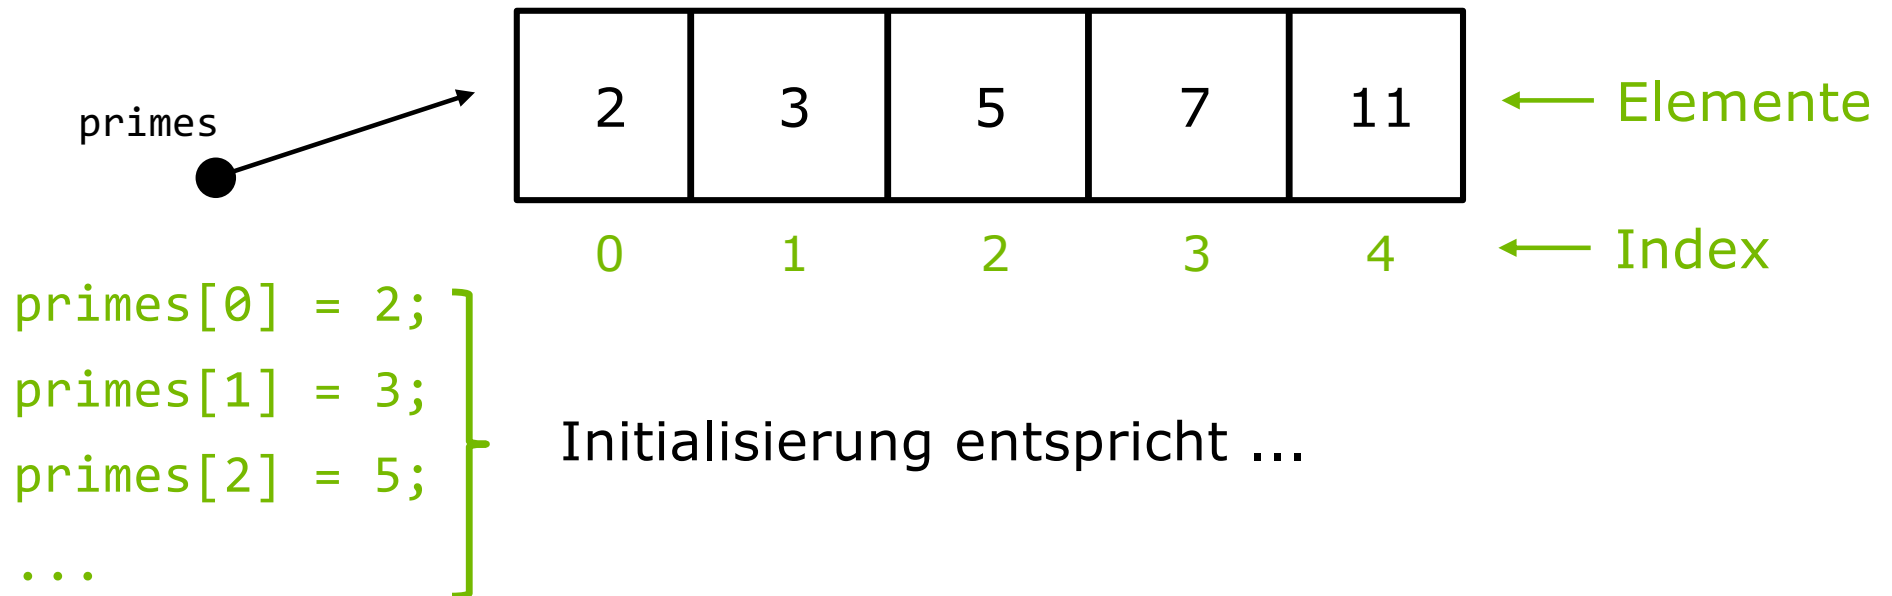 primes
2 3 5 7 11
Elemente
0 1 2 3 4
Index
primes[0] = 2;
primes[1] = 3;
primes[2] = 5;
...
Initialisierung entspricht ...